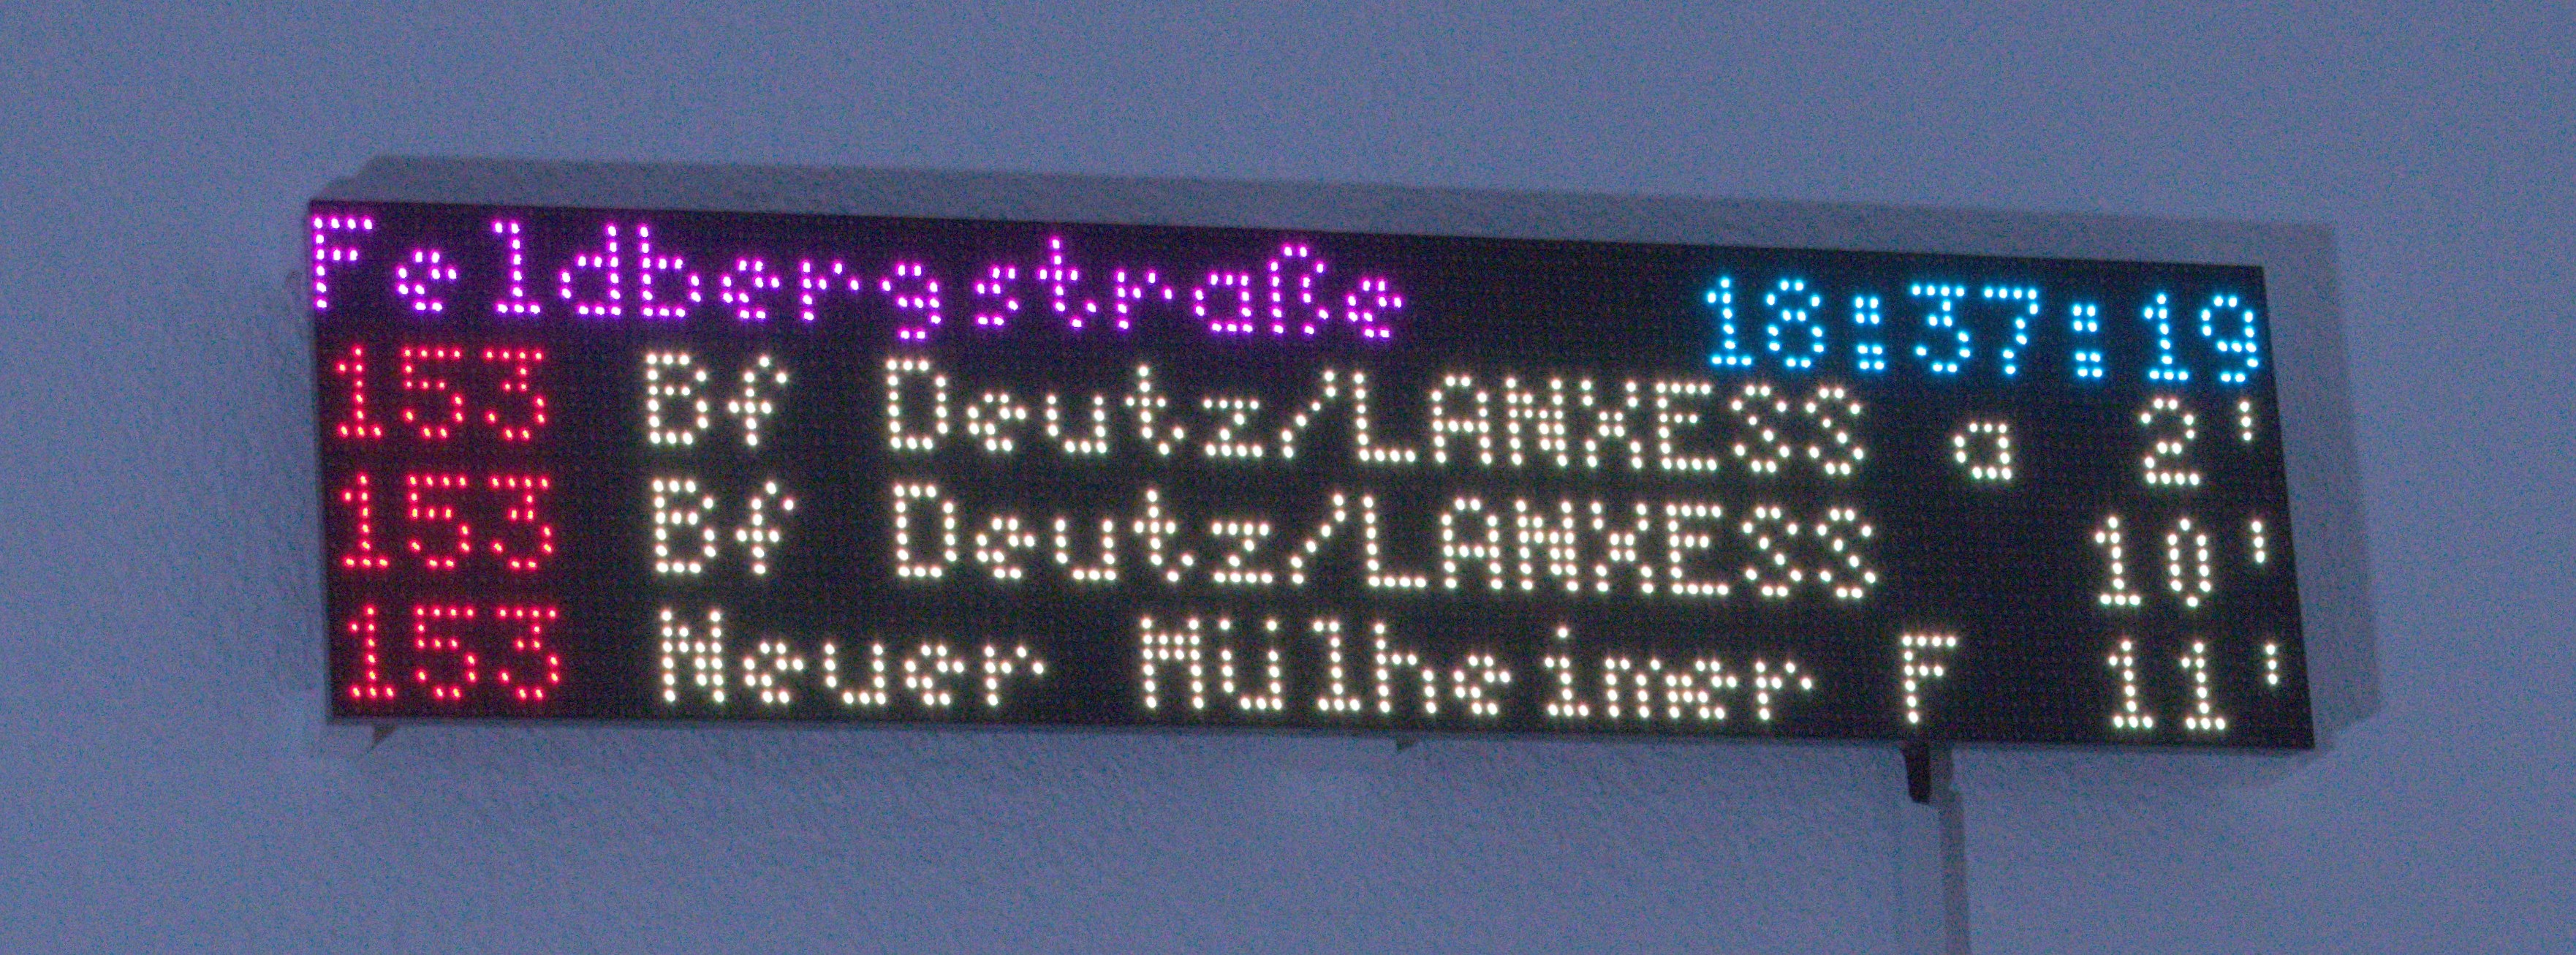 Feldbergstraße 18:37:19
153 Bf Deutz/LANXESS a 2'
153 Bf Deutz/LANXESS 10'
153 Neuer Mülheimer F 11'